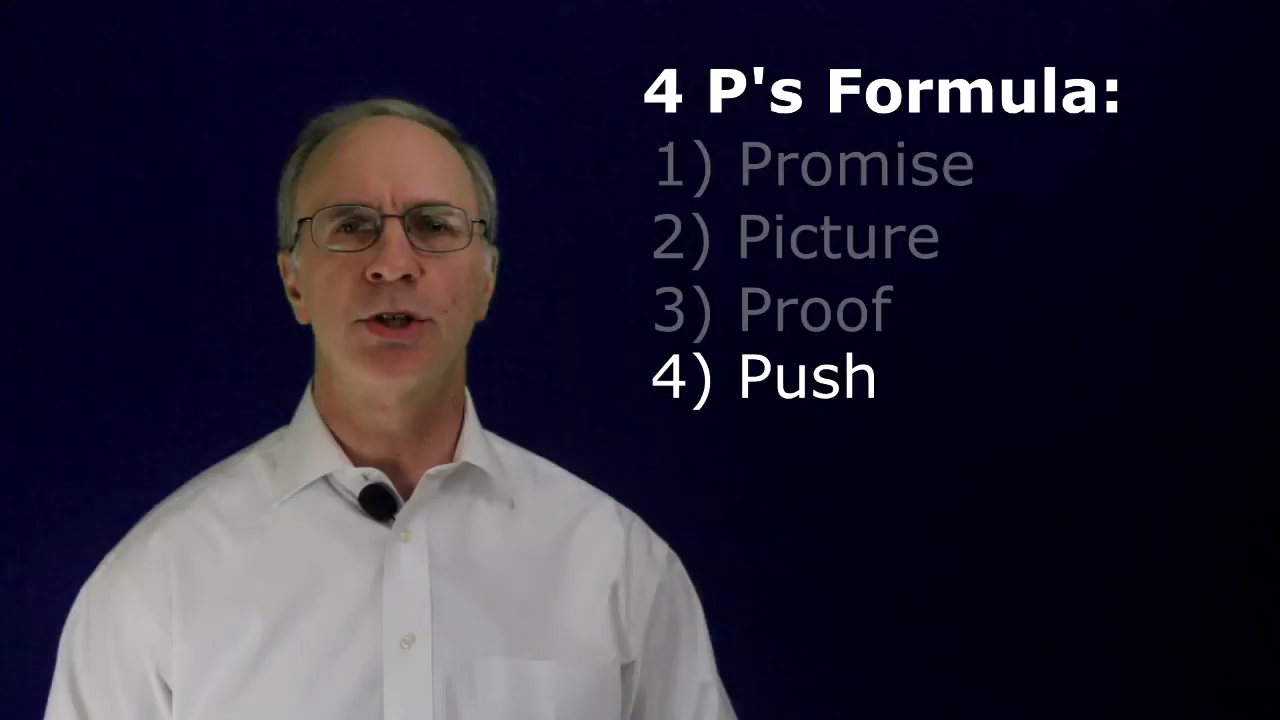 4 P's Formula:
1) Promise
2) Picture
3) Proof
4) Push